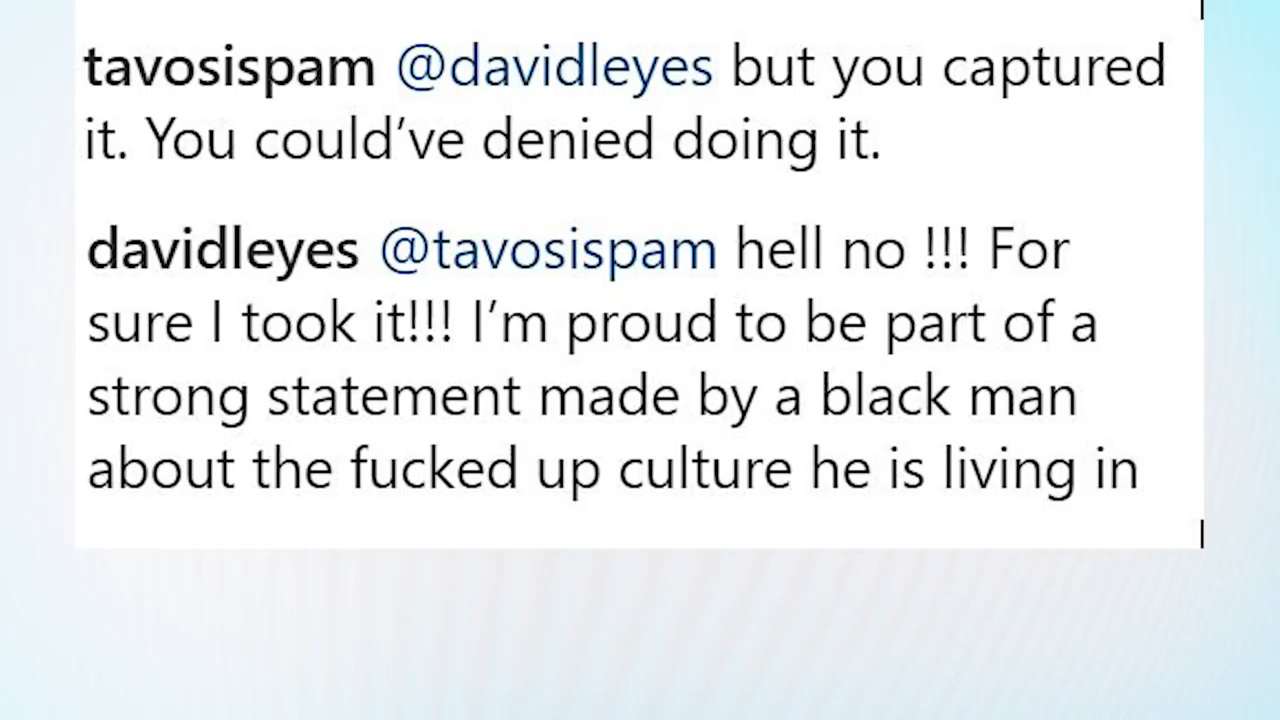 tavosispam @davidleyes but you captured
it. You could’ve denied doing it.
davidleyes @tavosispam hell no !!! For
sure I took it!!! I’m proud to be part of a
strong statement made by a black man
about the fucked up culture he is living in